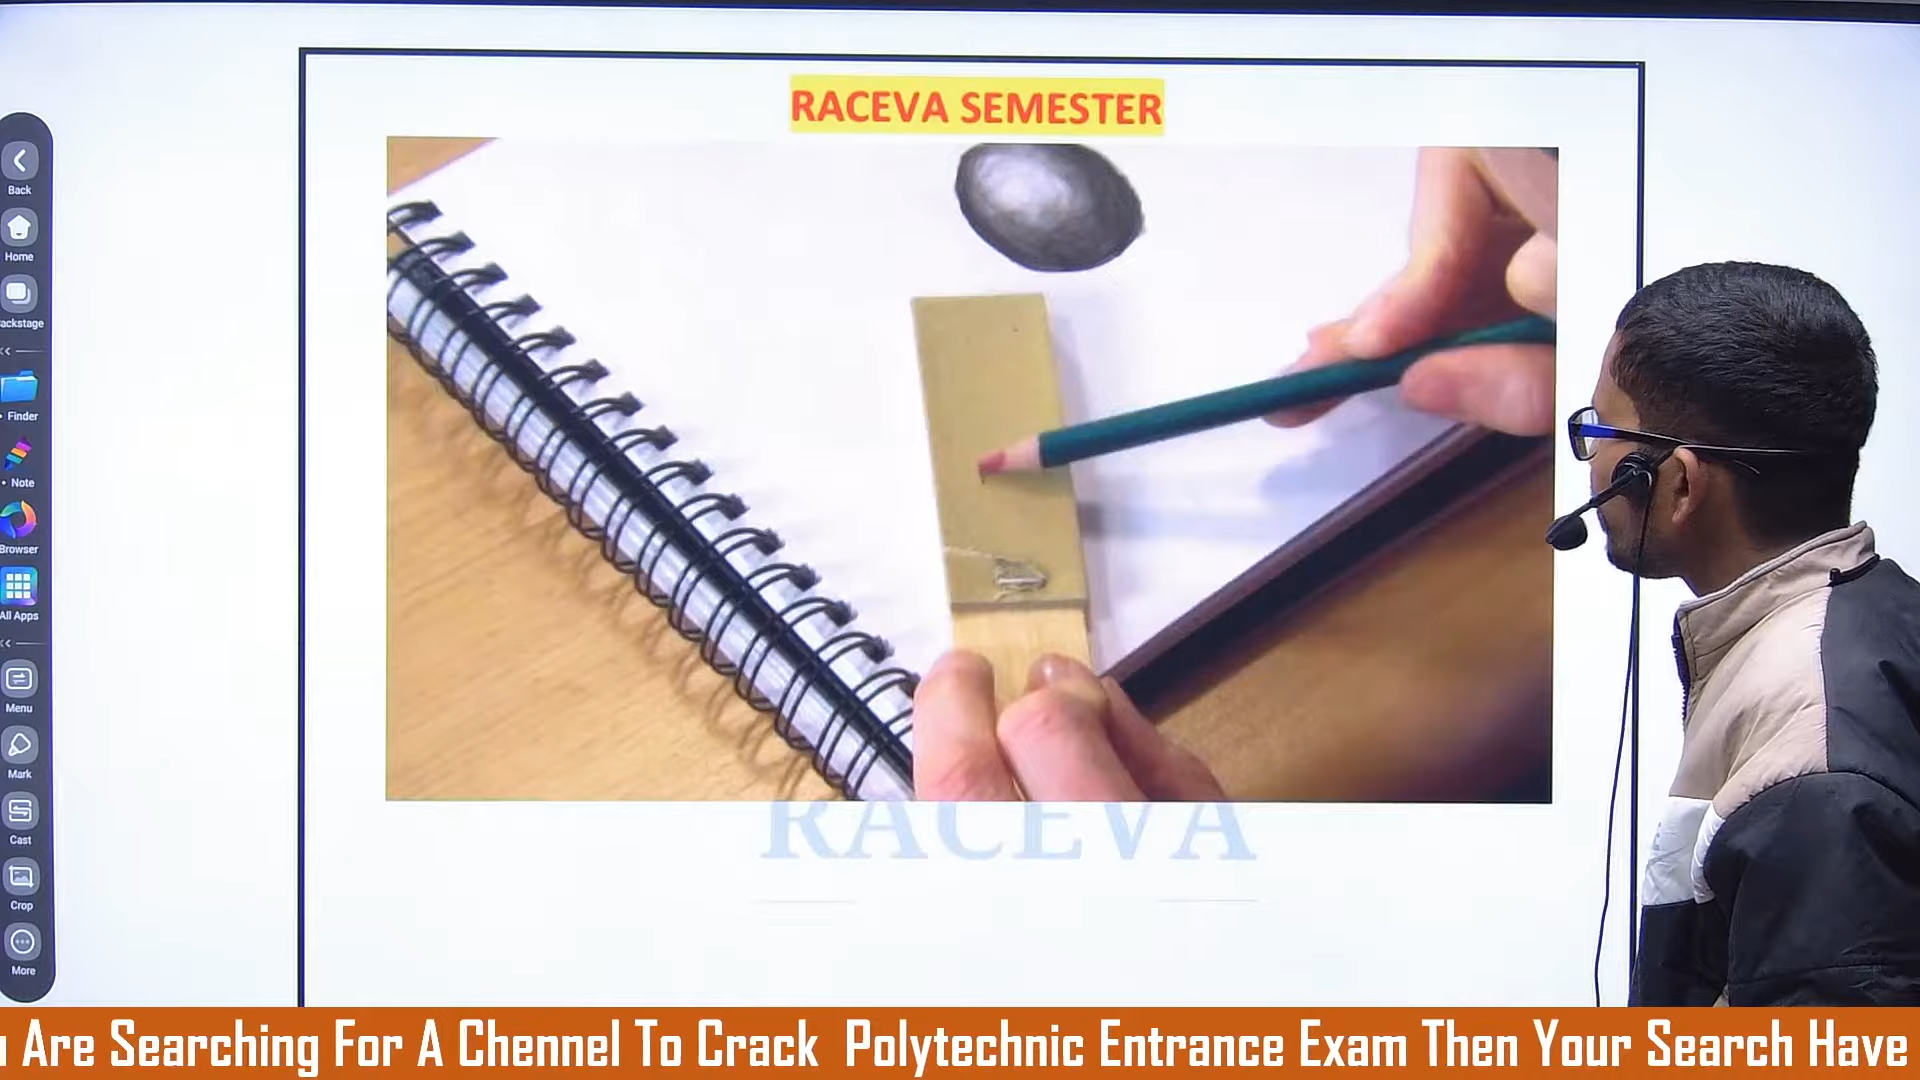 RACEVA SEMESTER
Back
Home
ackstage
Finder
Note
Browser
All Apps
Menu
Mark
Cast
Crop
More
RACEVA
Are Searching For A Chennel To Crack Polytechnic Entrance Exam Then Your Search Have